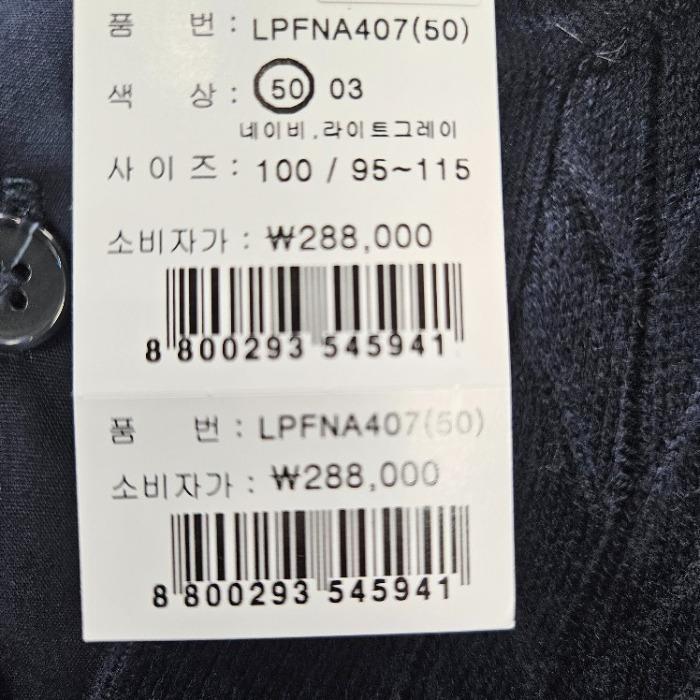 품 번 : LPFNA407(50)
색 상 : 50 03
네이비,라이트그레이
사 이 즈 : 100 / 95~115
소비자가 : ₩288,000
8 800293 545941
품 번 : LPFNA407(50)
소비자가 : ₩288,000
8 800293 545941